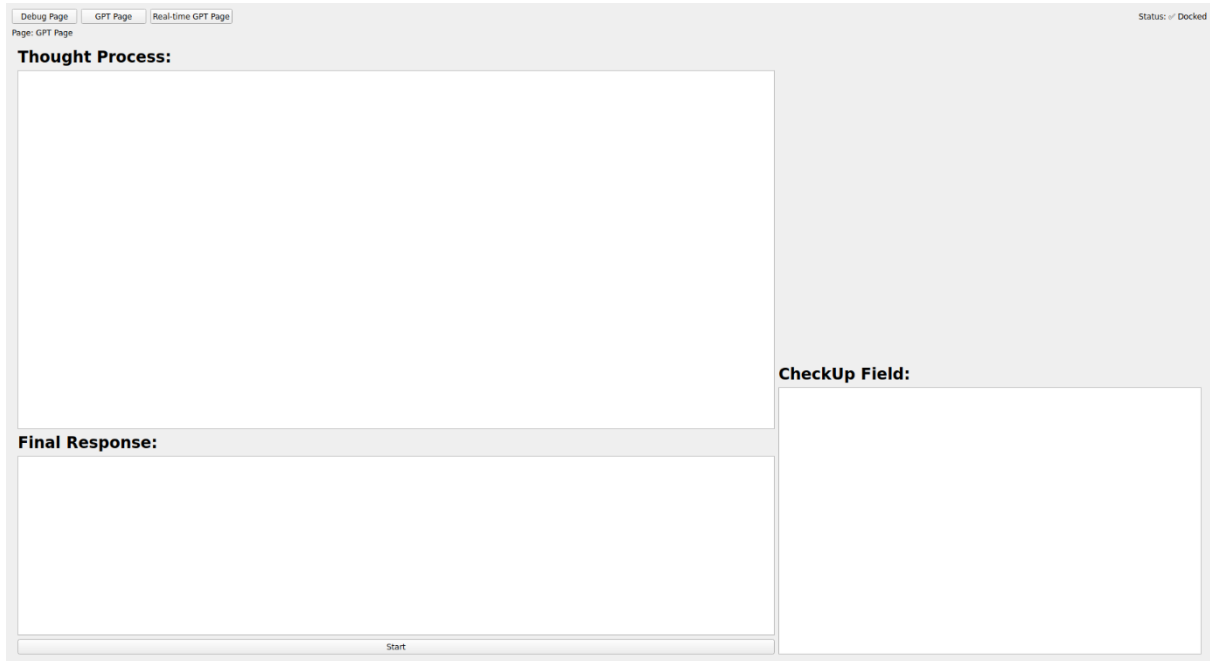 Debug Page GPT Page Real-time GPT Page Status: ✅ Docked
Page: GPT Page
Thought Process:
CheckUp Field:
Final Response:
Start